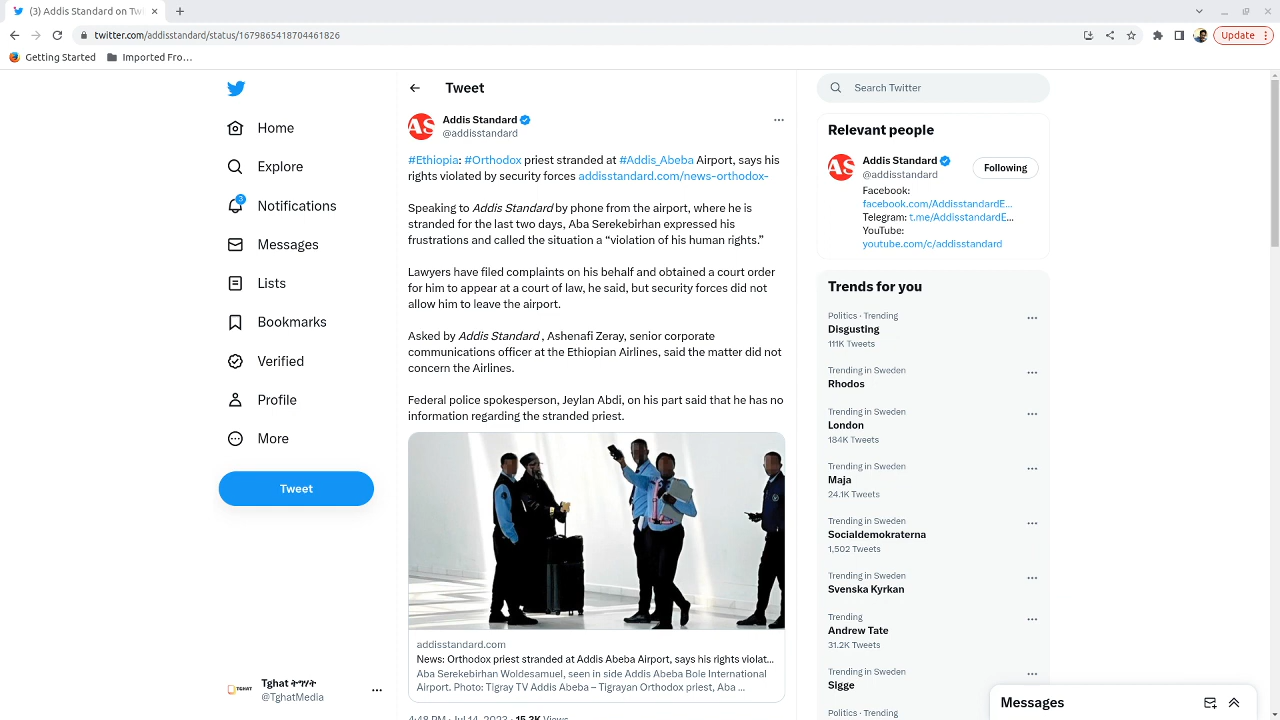 (3) Addis Standard on Tw
twitter.com/addisstandard/status/1679865418704461826
Update
Getting Started
Imported Fro…
Home
Explore
3
Notifications
Messages
Lists
Bookmarks
Verified
Profile
More
Tweet
TGHAT
Tghat ትግሃት
@TghatMedia
Tweet
AS
Addis Standard
@addisstandard
#Ethiopia: #Orthodox priest stranded at #Addis_Abeba Airport, says his
rights violated by security forces addisstandard.com/news-orthodox-
Speaking to Addis Standard by phone from the airport, where he is
stranded for the last two days, Aba Serekebirhan expressed his
frustrations and called the situation a “violation of his human rights.”
Lawyers have filed complaints on his behalf and obtained a court order
for him to appear at a court of law, he said, but security forces did not
allow him to leave the airport.
Asked by Addis Standard , Ashenafi Zeray, senior corporate
communications officer at the Ethiopian Airlines, said the matter did not
concern the Airlines.
Federal police spokesperson, Jeylan Abdi, on his part said that he has no
information regarding the stranded priest.
addisstandard.com
News: Orthodox priest stranded at Addis Abeba Airport, says his rights violat...
Aba Serekebirhan Woldesamuel, seen in side Addis Abeba Bole International
Airport. Photo: Tigray TV Addis Abeba – Tigrayan Orthodox priest, Aba ...
4:48 PM · Jul 14, 2023 · 15.3K Views
Search Twitter
Relevant people
AS
Addis Standard
@addisstandard
Following
Facebook:
facebook.com/AddisstandardE...
Telegram: t.me/AddisstandardE...
YouTube:
youtube.com/c/addisstandard
Trends for you
Politics · Trending
Disgusting
111K Tweets
Trending in Sweden
Rhodos
Trending in Sweden
London
184K Tweets
Trending in Sweden
Maja
24.1K Tweets
Trending in Sweden
Socialdemokraterna
1,502 Tweets
Trending in Sweden
Svenska Kyrkan
Trending
Andrew Tate
31.2K Tweets
Trending in Sweden
Sigge
Politics · Trending
Messages